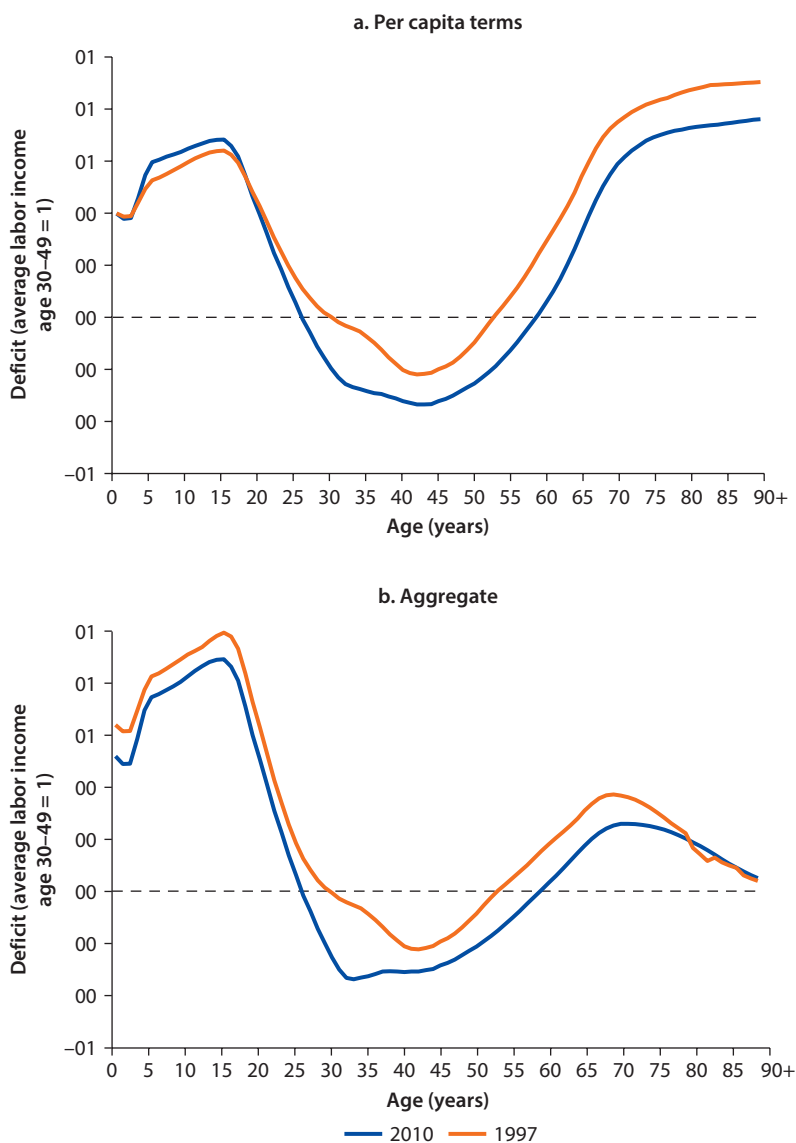 a. Per capita terms
Deficit (average labor income
age 30–49 = 1)
01
01
01
00
00
00
00
00
–01
0 5 10 15 20 25 30 35 40 45 50 55 60 65 70 75 80 85 90+
Age (years)
b. Aggregate
Deficit (average labor income
age 30–49 = 1)
01
01
01
00
00
00
00
00
–01
0 5 10 15 20 25 30 35 40 45 50 55 60 65 70 75 80 85 90+
Age (years)
2010 1997